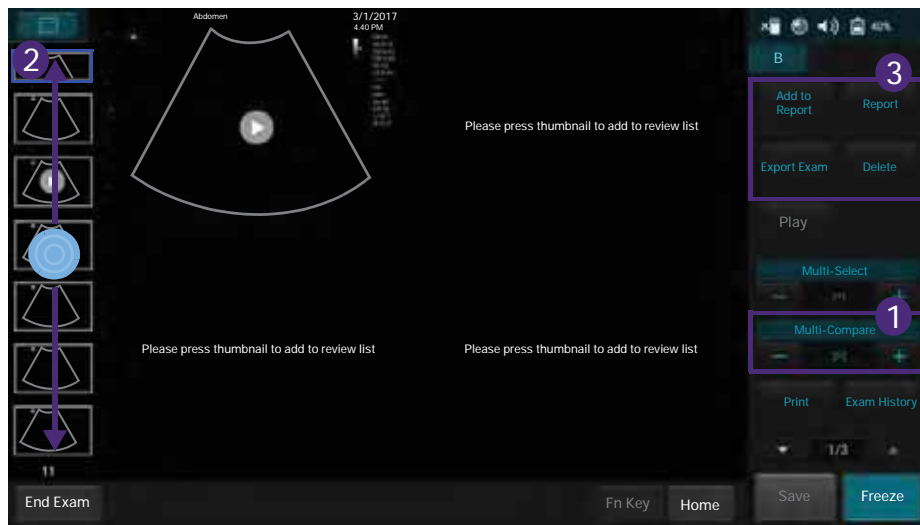 Abdomen
3/1/2017
4.40 PM
40%
2
B
3
Add to
Report
Report
Please press thumbnail to add to review list
Export Exam
Delete
Play
Multi-Select
1
Multi-Compare
Please press thumbnail to add to review list
Please press thumbnail to add to review list
Print
Exam History
1/3
11
End Exam
Fn Key
Home
Save
Freeze